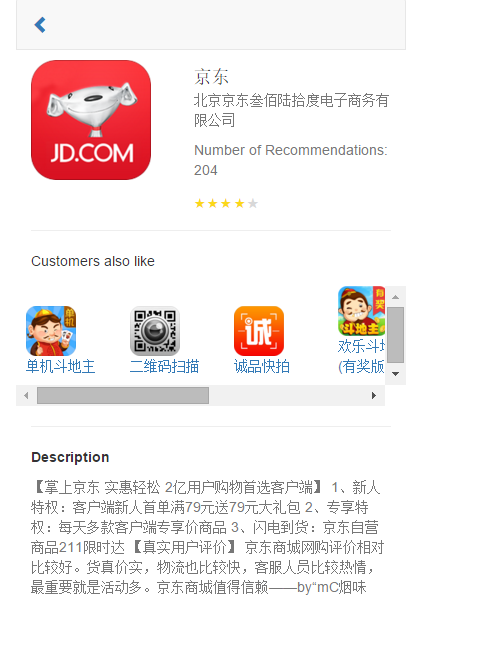 JD.COM
京东
北京京东叁佰陆拾度电子商务有
限公司
Number of Recommendations:
204
Customers also like
单机
单机斗地主
二维码扫描
诚
诚品快拍
有奖
斗地主
欢乐斗地
(有奖版
Description
【掌上京东 实惠轻松 2亿用户购物首选客户端】 1、新人
特权：客户端新人首单满79元送79元大礼包 2、专享特
权：每天多款客户端专享价商品 3、闪电到货：京东自营
商品211限时达 【真实用户评价】 京东商城网购评价相对
比较好。货真价实，物流也比较快，客服人员比较热情，
最重要就是活动多。京东商城值得信赖——by“mC烟味